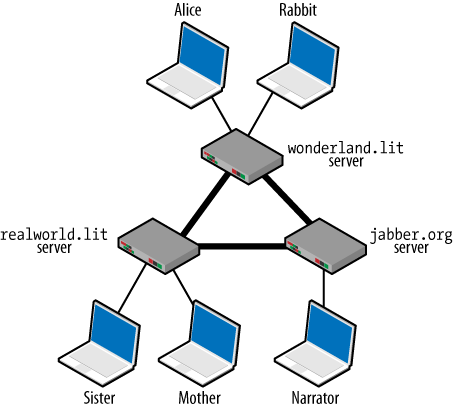 Alice
Rabbit
wonderland.lit
server
realworld.lit
server
jabber.org
server
Sister
Mother
Narrator